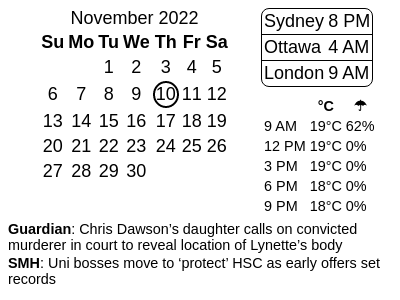 November 2022
Su Mo Tu We Th Fr Sa
1 2 3 4 5
6 7 8 9 10 11 12
13 14 15 16 17 18 19
20 21 22 23 24 25 26
27 28 29 30
Sydney 8 PM
Ottawa 4 AM
London 9 AM
°C ☂
9 AM 19°C 62%
12 PM 19°C 0%
3 PM 19°C 0%
6 PM 18°C 0%
9 PM 18°C 0%
Guardian: Chris Dawson’s daughter calls on convicted
murderer in court to reveal location of Lynette’s body
SMH: Uni bosses move to ‘protect’ HSC as early offers set
records